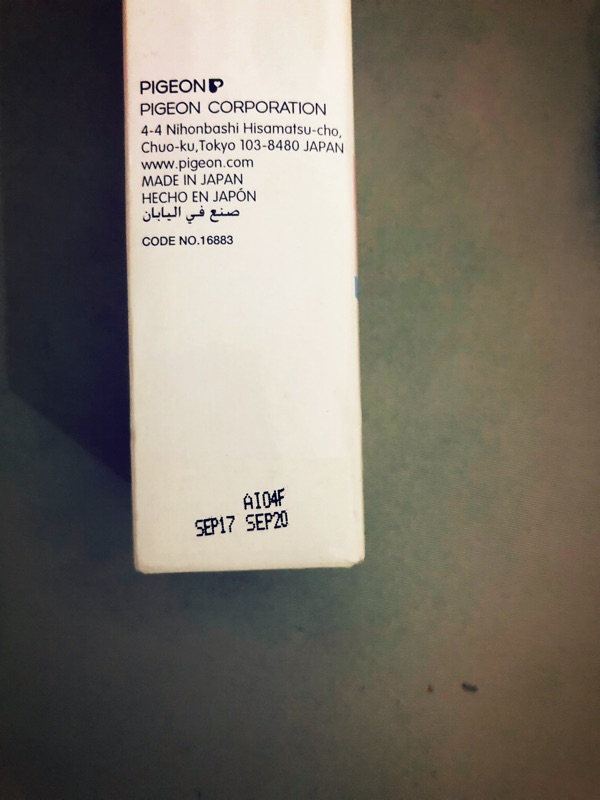 PIGEON
PIGEON CORPORATION
4-4 Nihonbashi Hisamatsu-cho,
Chuo-ku, Tokyo 103-8480 JAPAN
www.pigeon.com
MADE IN JAPAN
HECHO EN JAPÓN
صنع في اليابان
CODE NO.16883
AI04F
SEP17 SEP20